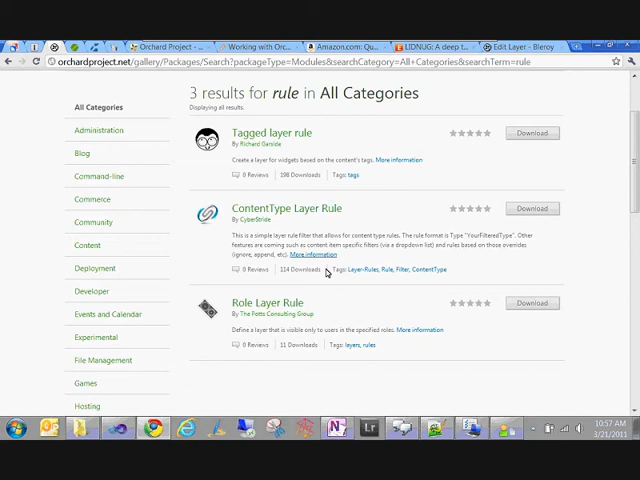 Orchard Project -
Working with Orc...
Amazon.com: Qu...
LIDNUG: A deep t...
Edit Layer - Bleroy
orchardproject.net/gallery/Packages/Search?packageType=Modules&searchCategory=All+Categories&searchTerm=rule
All Categories
Administration
Blog
Command-line
Commerce
Community
Content
Deployment
Developer
Events and Calendar
Experimental
File Management
Games
Hosting
3 results for rule in All Categories
Displaying all results.
Tagged layer rule
By Richard Garside
Download
Create a layer for widgets based on the content's tags. More information
0 Reviews 198 Downloads Tags: tags
ContentType Layer Rule
By CyberStride
Download
This is a simple layer rule filter that allows for content type rules. The rule format is Type "YourFilteredType". Other
features are coming such as content item specific filters (via a dropdown list) and rules based on those overrides
(ignore, append, etc). More information
0 Reviews 114 Downloads Tags: Layer-Rules, Rule, Filter, ContentType
Role Layer Rule
By The Potts Consulting Group
Download
Define a layer that is visible only to users in the specified roles. More information
0 Reviews 11 Downloads Tags: layers, rules
Lr
10:57 AM
3/21/2011